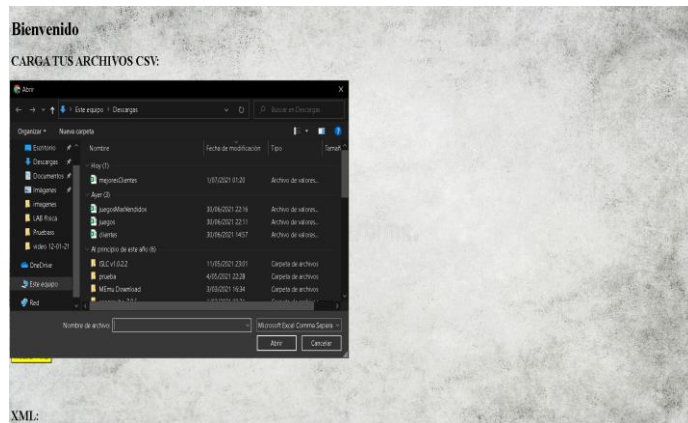 Bienvenido
CARGA TUS ARCHIVOS CSV:
Abrir
Este equipo > Descargas
Buscar en Descargas
Organizar Nueva carpeta
Nombre Fecha de modificación Tipo Tamañ
Escritorio
Descargas
Documentos
Imágenes
imagenes
LAB Fisica
Pruebas
video 12-01-21
OneDrive
Este equipo
Red
Hoy (1)
mejoresClientes 1/07/2021 01:20 Archivo de valores...
Ayer (3)
juegosMasVendidos 30/06/2021 22:16 Archivo de valores...
juegos 30/06/2021 22:11 Archivo de valores...
clientes 30/06/2021 14:57 Archivo de valores...
Al principio de este año (6)
ISLC v1.0.2.2 11/05/2021 23:01 Carpeta de archivos
prueba 4/05/2021 22:28 Carpeta de archivos
MEmu Download 3/03/2021 16:34 Carpeta de archivos
Nombre de archivo:
Microsoft Excel Comma Separa
Abrir Cancelar
XML: